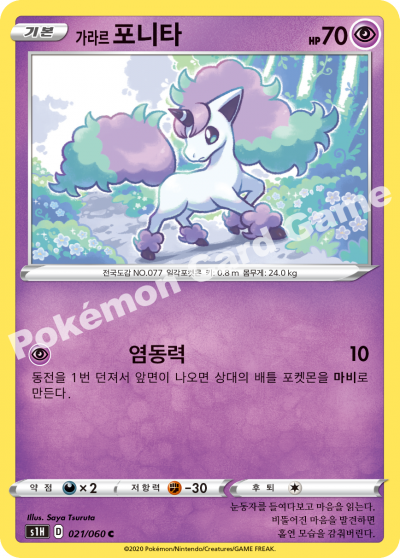 기본 가라르 포니타 HP 70
전국도감 NO.077 일각포켓몬 키: 0.8m 몸무게: 24.0kg
Pokémon Card Game
염동력 10
동전을 1번 던져서 앞면이 나오면 상대의 배틀 포켓몬을 마비로
만든다.
약점 ×2 저항력 -30 후퇴
Illus. Saya Tsuruta
s1H D 021/060 C
눈동자를 들여다보고 마음을 읽는다.
비뚤어진 마음을 발견하면
홀연 모습을 감춰버린다.
©2020 Pokémon/Nintendo/Creatures/GAME FREAK.